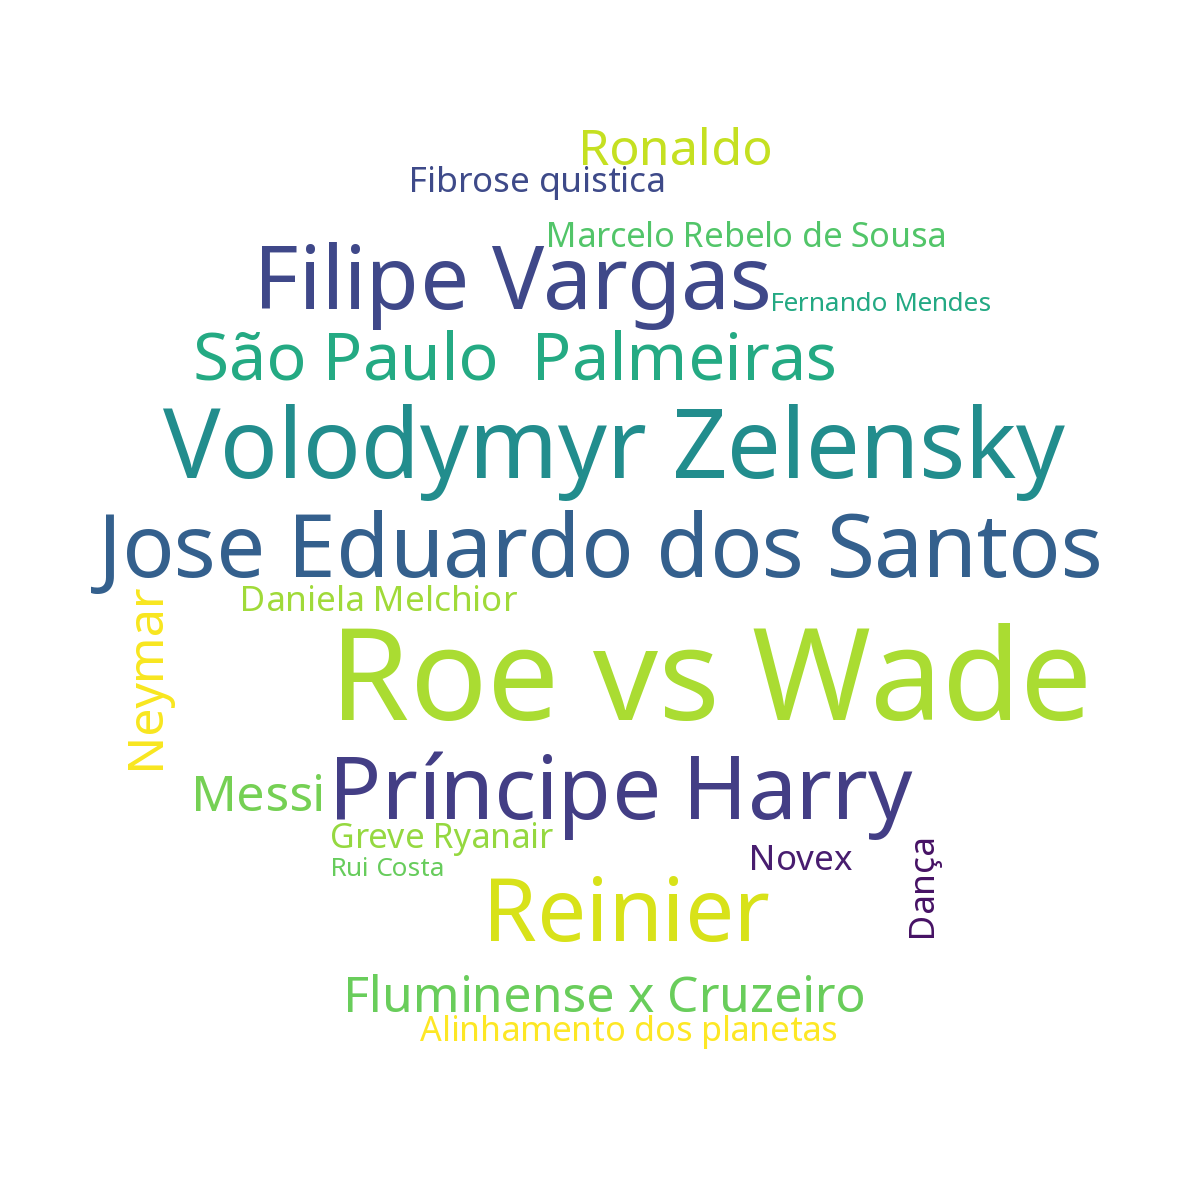 Ronaldo
Fibrose quistica
Marcelo Rebelo de Sousa
Filipe Vargas
Fernando Mendes
São Paulo Palmeiras
Volodymyr Zelensky
Jose Eduardo dos Santos
Daniela Melchior
Neymar
Roe vs Wade
Príncipe Harry
Messi
Greve Ryanair
Rui Costa
Novex
Dança
Reinier
Fluminense x Cruzeiro
Alinhamento dos planetas